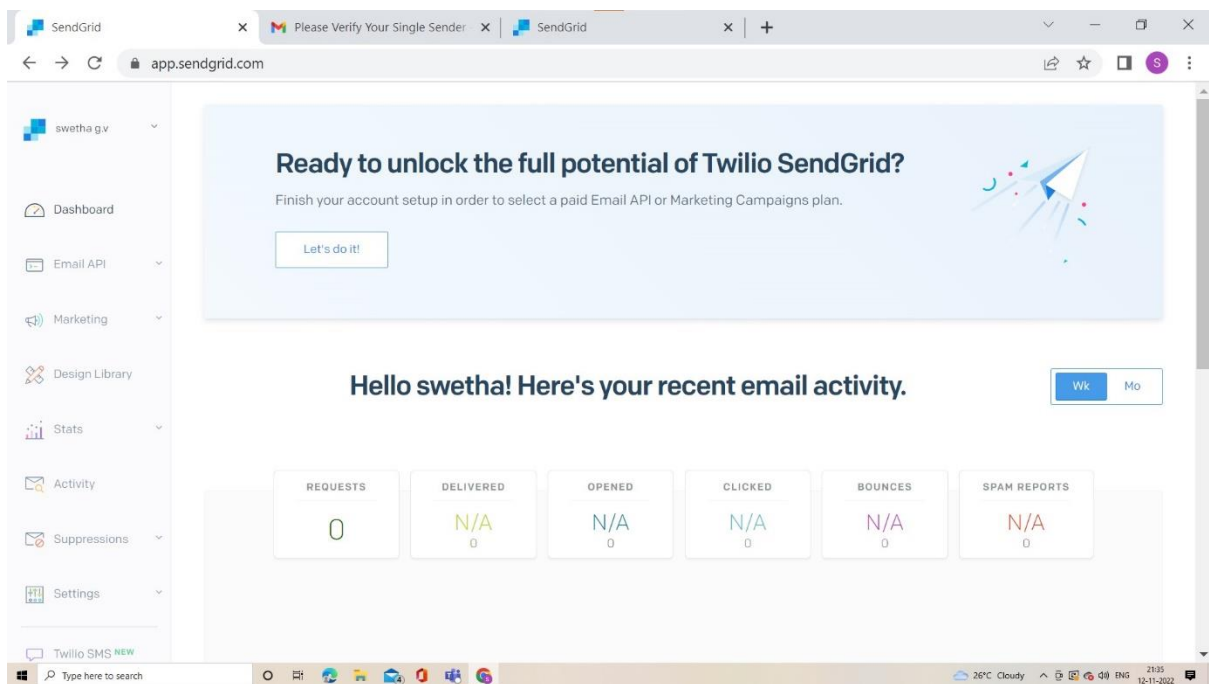 SendGrid
Please Verify Your Single Sender
SendGrid
app.sendgrid.com
S
swetha g.v
Dashboard
Email API
Marketing
Design Library
Stats
Activity
Suppressions
Settings
Twilio SMS NEW
Ready to unlock the full potential of Twilio SendGrid?
Finish your account setup in order to select a paid Email API or Marketing Campaigns plan.
Let's do it!
Hello swetha! Here's your recent email activity.
Wk Mo
REQUESTS DELIVERED OPENED CLICKED BOUNCES SPAM REPORTS
0 N/A N/A N/A N/A N/A
0 0 0 0 0
Type here to search
26°C Cloudy
ENG
21:35
12-11-2022